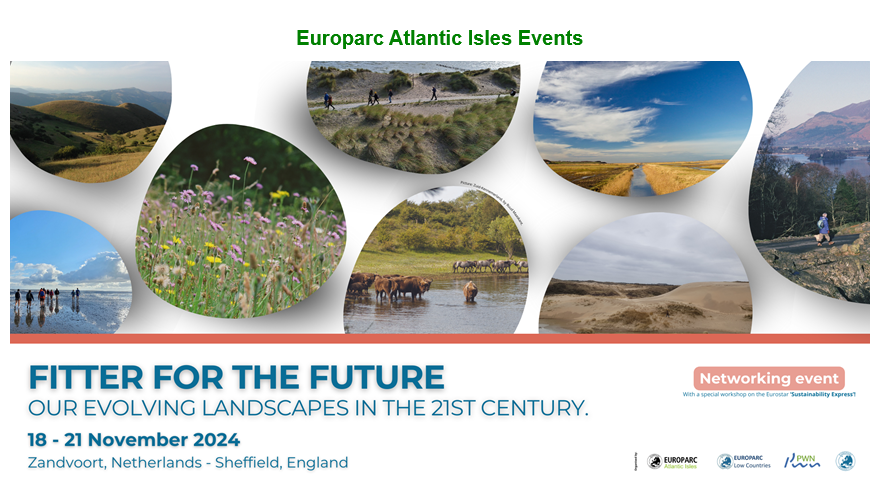 Europarc Atlantic Isles Events
FITTER FOR THE FUTURE
OUR EVOLVING LANDSCAPES IN THE 21ST CENTURY.
18 - 21 November 2024
Zandvoort, Netherlands - Sheffield, England
Networking event
With a special workshop on the Eurostar 'Sustainability Express'!
Organised by:
EUROPARC
Atlantic Isles
EUROPARC
Low Countries
PWN